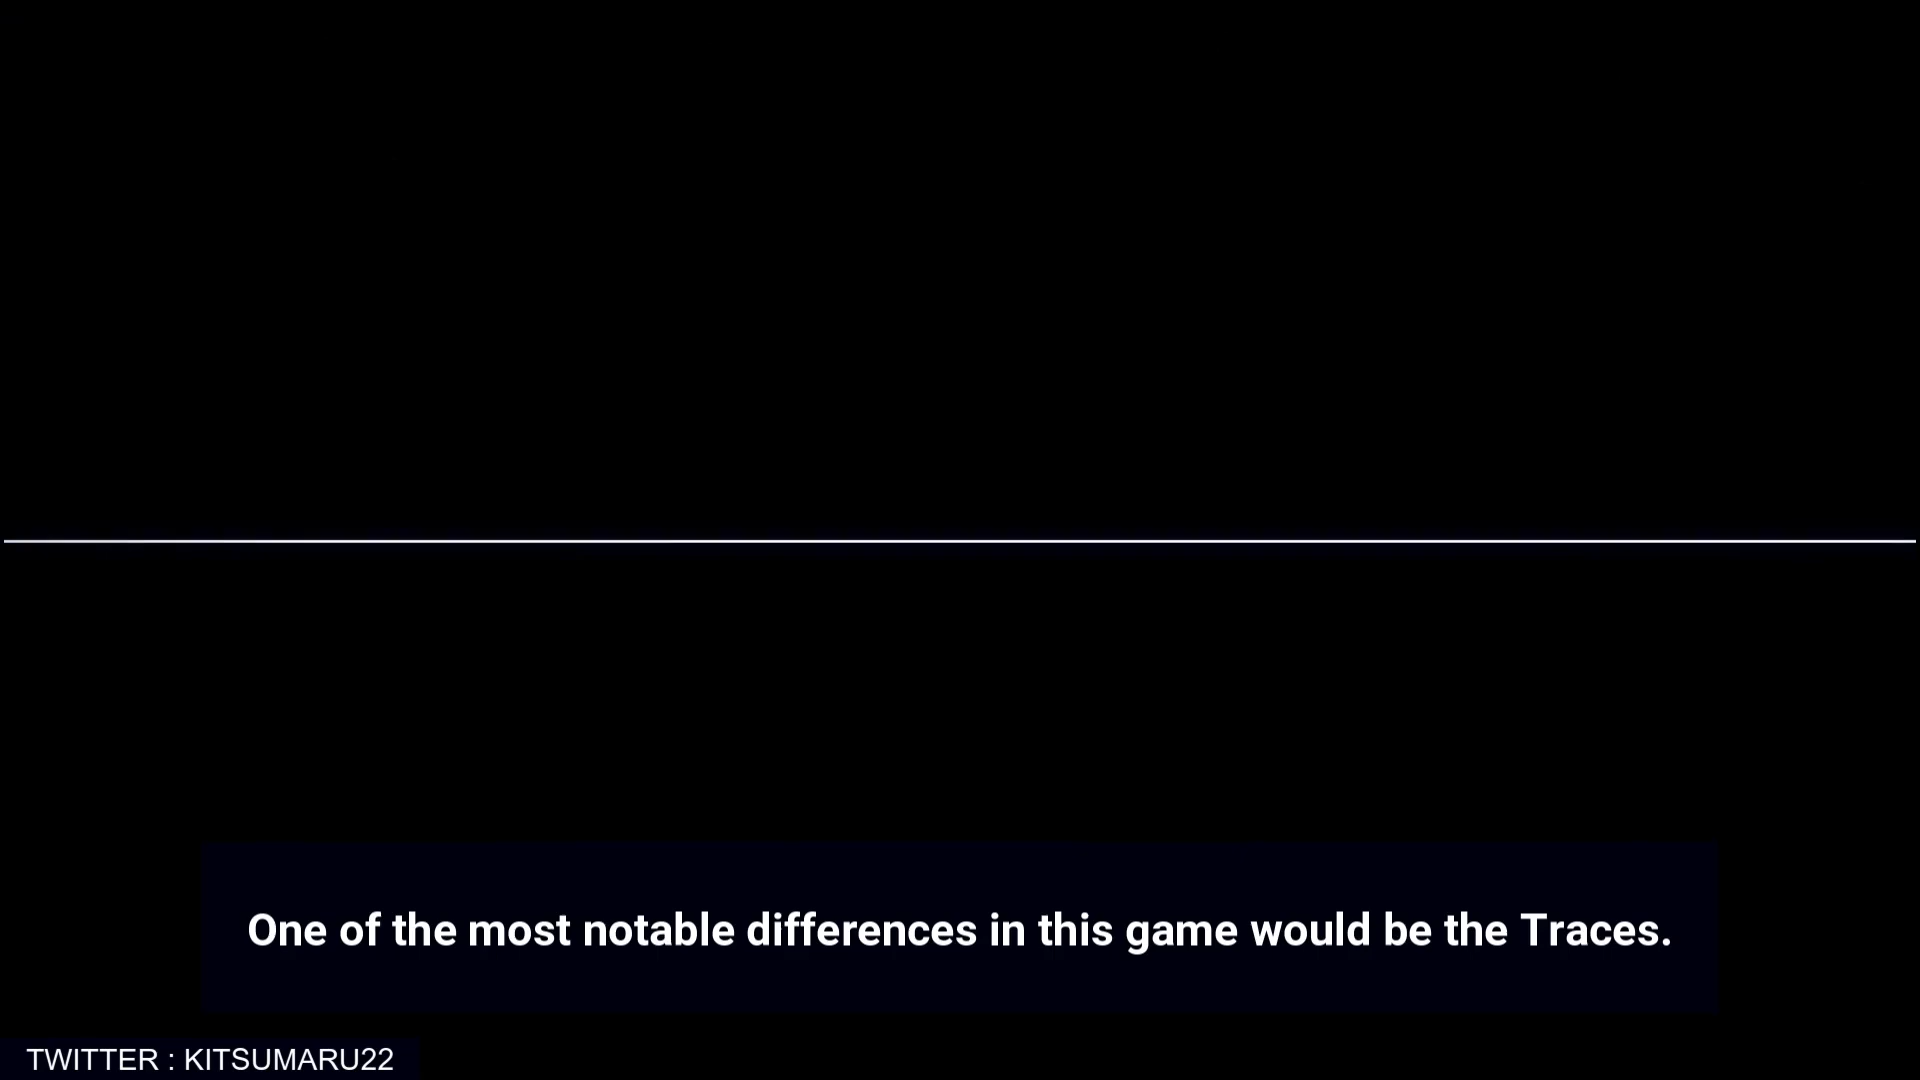 One of the most notable differences in this game would be the Traces.
TWITTER : KITSUMARU22